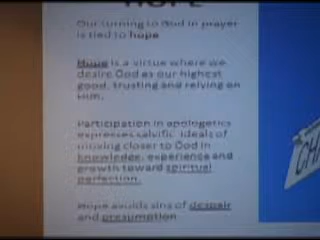 HOPE
Our turning to God in prayer
is tied to hope
Hope is a virtue where we
desire God as our highest
good, trusting and relying on
Him.
Participation in apologetics
expresses salvific ideals of
moving closer to God in
knowledge, experience and
growth toward spiritual
perfection.
Hope avoids sins of despair
and presumption.
CHA